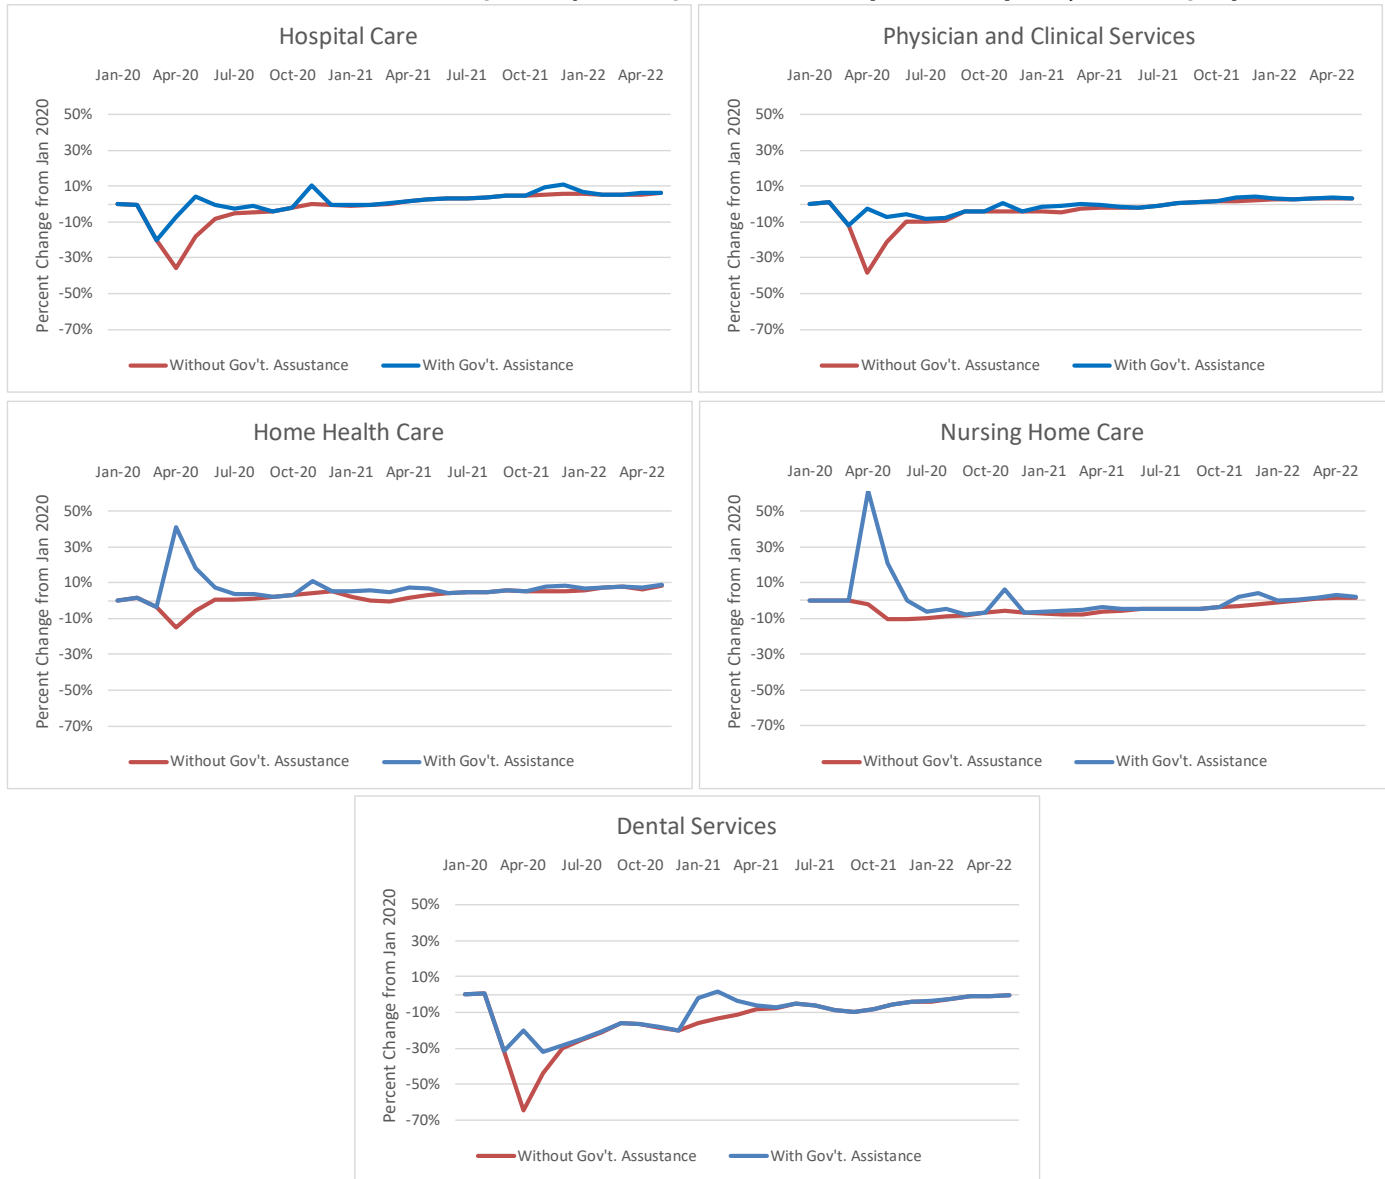 Hospital Care
Jan-20 Apr-20 Jul-20 Oct-20 Jan-21 Apr-21 Jul-21 Oct-21 Jan-22 Apr-22
Percent Change from Jan 2020
50%
30%
10%
-10%
-30%
-50%
-70%
Without Gov't. Assustance With Gov't. Assistance
Physician and Clinical Services
Jan-20 Apr-20 Jul-20 Oct-20 Jan-21 Apr-21 Jul-21 Oct-21 Jan-22 Apr-22
Percent Change from Jan 2020
50%
30%
10%
-10%
-30%
-50%
-70%
Without Gov't. Assustance With Gov't. Assistance
Home Health Care
Jan-20 Apr-20 Jul-20 Oct-20 Jan-21 Apr-21 Jul-21 Oct-21 Jan-22 Apr-22
Percent Change from Jan 2020
50%
30%
10%
-10%
-30%
-50%
-70%
Without Gov't. Assustance With Gov't. Assistance
Nursing Home Care
Jan-20 Apr-20 Jul-20 Oct-20 Jan-21 Apr-21 Jul-21 Oct-21 Jan-22 Apr-22
Percent Change from Jan 2020
50%
30%
10%
-10%
-30%
-50%
-70%
Without Gov't. Assustance With Gov't. Assistance
Dental Services
Jan-20 Apr-20 Jul-20 Oct-20 Jan-21 Apr-21 Jul-21 Oct-21 Jan-22 Apr-22
Percent Change from Jan 2020
50%
30%
10%
-10%
-30%
-50%
-70%
Without Gov't. Assustance With Gov't. Assistance